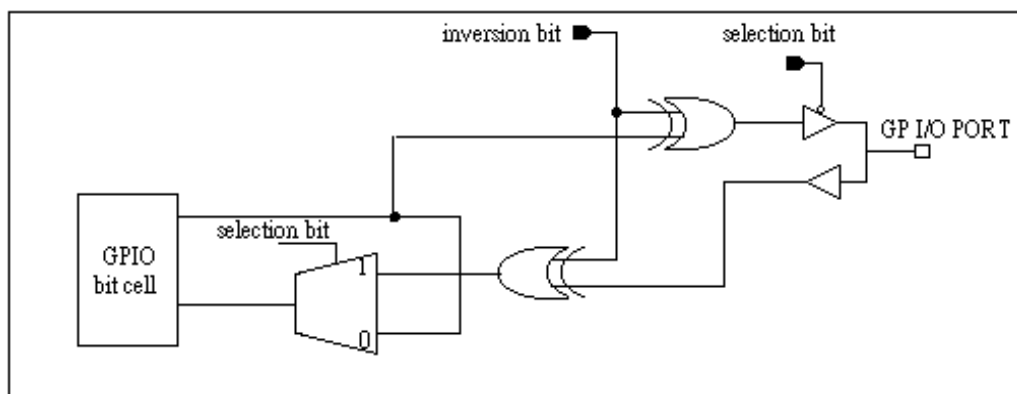 inversion bit
selection bit
GP I/O PORT
selection bit
GPIO
bit cell
1
0